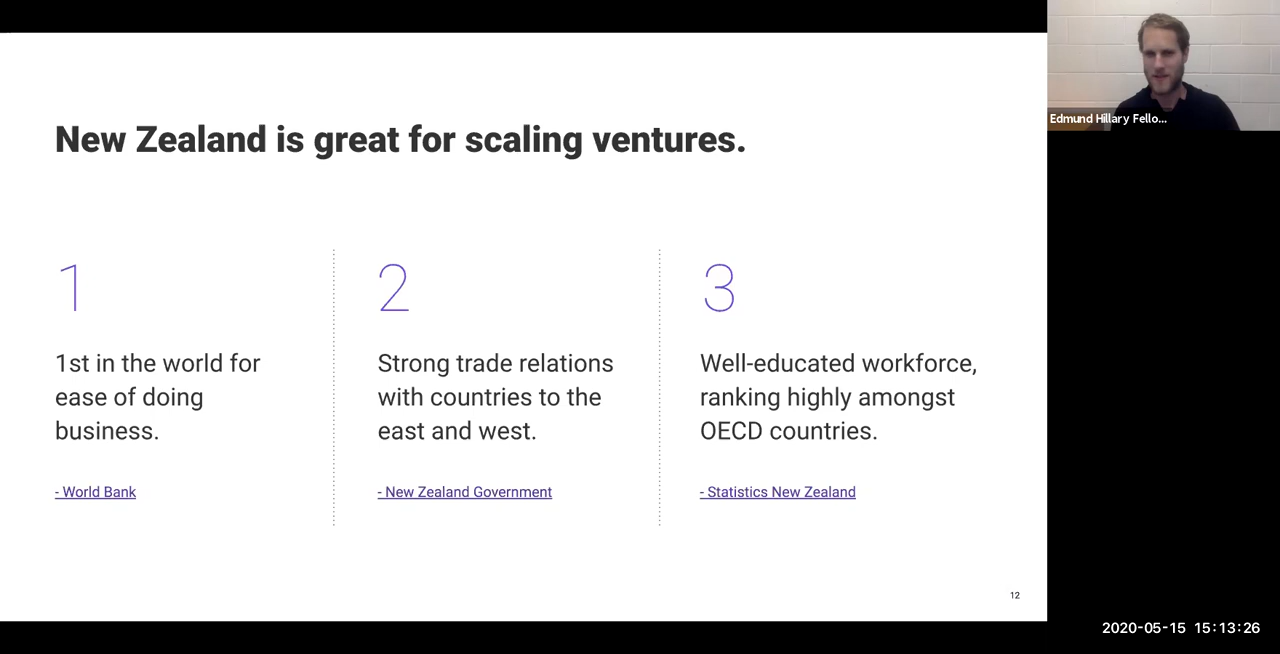 New Zealand is great for scaling ventures.
1
1st in the world for
ease of doing
business.
- World Bank
2
Strong trade relations
with countries to the
east and west.
- New Zealand Government
3
Well-educated workforce,
ranking highly amongst
OECD countries.
- Statistics New Zealand
12
Edmund Hillary Fello...
2020-05-15 15:13:26